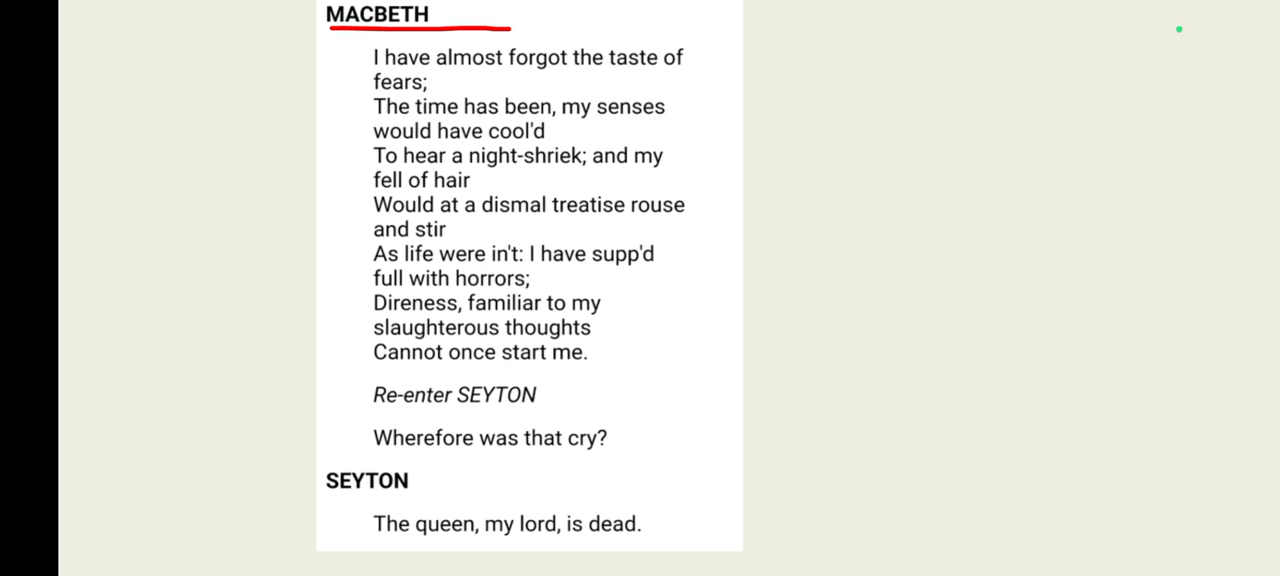 MACBETH
I have almost forgot the taste of
fears;
The time has been, my senses
would have cool'd
To hear a night-shriek; and my
fell of hair
Would at a dismal treatise rouse
and stir
As life were in't: I have supp'd
full with horrors;
Direness, familiar to my
slaughterous thoughts
Cannot once start me.
Re-enter SEYTON
Wherefore was that cry?
SEYTON
The queen, my lord, is dead.